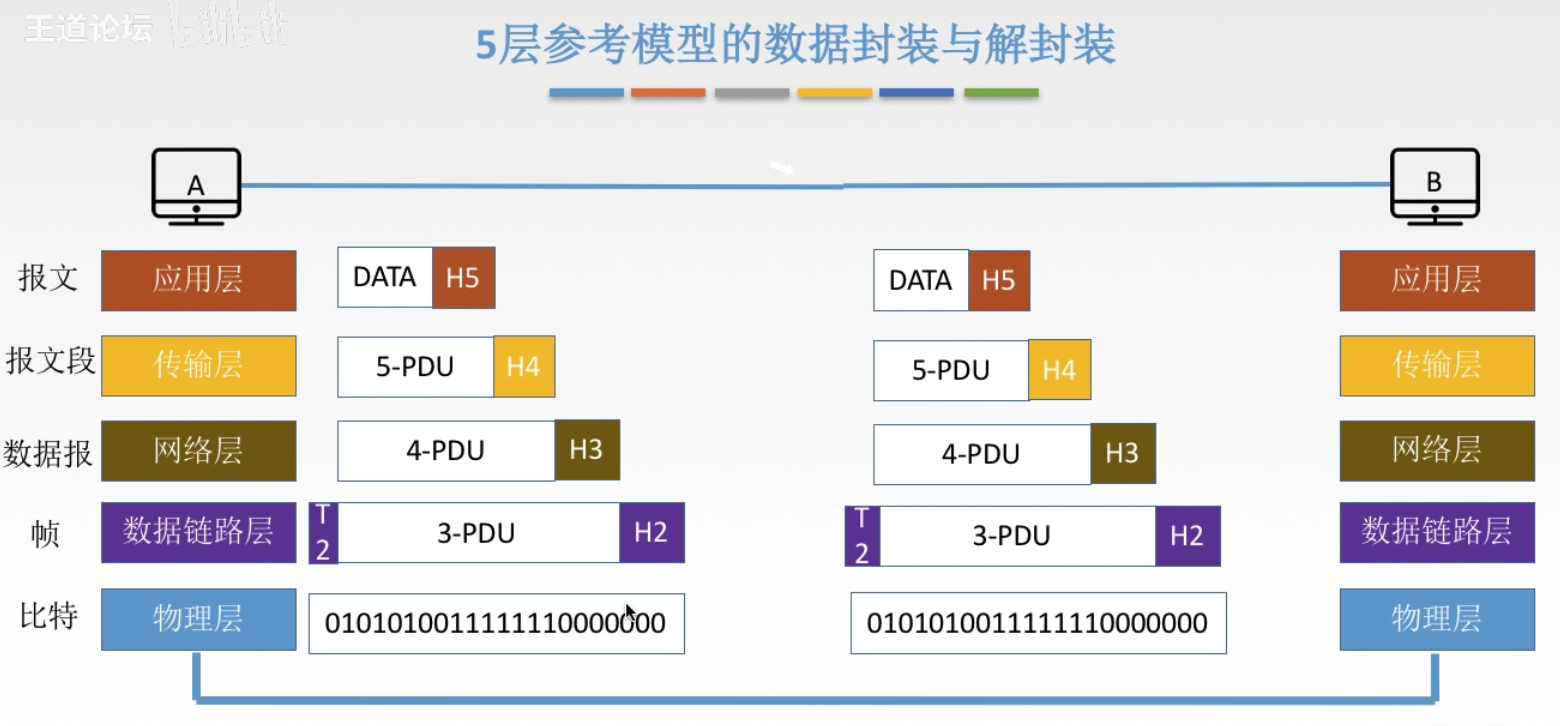 王道论坛 bilibili
5层参考模型的数据封装与解封装
A B
报文 应用层 DATA H5 DATA H5 应用层
报文段 传输层 5-PDU H4 5-PDU H4 传输层
数据报 网络层 4-PDU H3 4-PDU H3 网络层
帧 数据链路层 T2 3-PDU H2 T2 3-PDU H2 数据链路层
比特 物理层 0101010011111110000000 0101010011111110000000 物理层